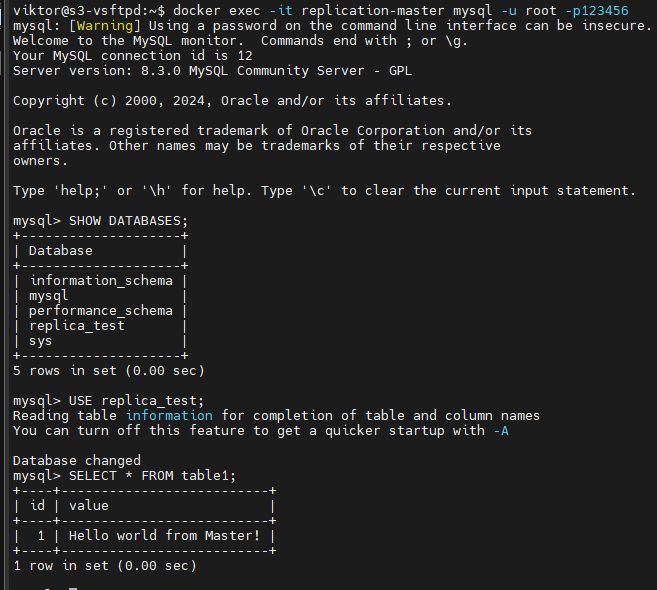 viktor@s3-vsftpd:~$ docker exec -it replication-master mysql -u root -p123456
mysql: [Warning] Using a password on the command line interface can be insecure.
Welcome to the MySQL monitor.  Commands end with ; or \g.
Your MySQL connection id is 12
Server version: 8.3.0 MySQL Community Server - GPL

Copyright (c) 2000, 2024, Oracle and/or its affiliates.

Oracle is a registered trademark of Oracle Corporation and/or its
affiliates. Other names may be trademarks of their respective
owners.

Type 'help;' or '\h' for help. Type '\c' to clear the current input statement.

mysql> SHOW DATABASES;
+--------------------+
| Database           |
+--------------------+
| information_schema |
| mysql              |
| performance_schema |
| replica_test       |
| sys                |
+--------------------+
5 rows in set (0.00 sec)

mysql> USE replica_test;
Reading table information for completion of table and column names
You can turn off this feature to get a quicker startup with -A

Database changed
mysql> SELECT * FROM table1;
+----+--------------------------+
| id | value                    |
+----+--------------------------+
|  1 | Hello world from Master! |
+----+--------------------------+
1 row in set (0.00 sec)